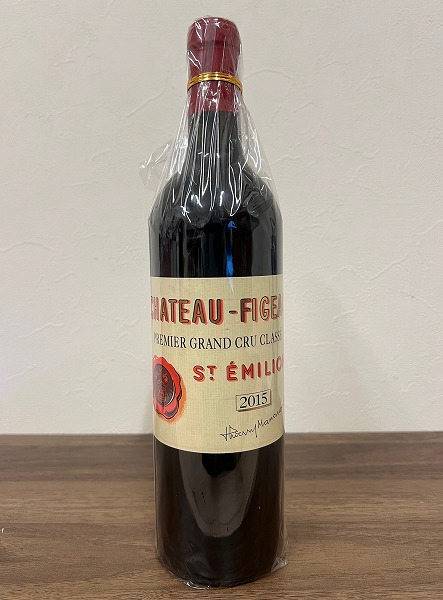 CHATEAU-FIGEA
PREMIER GRAND CRU CLASS
ST ÉMILIO
2015